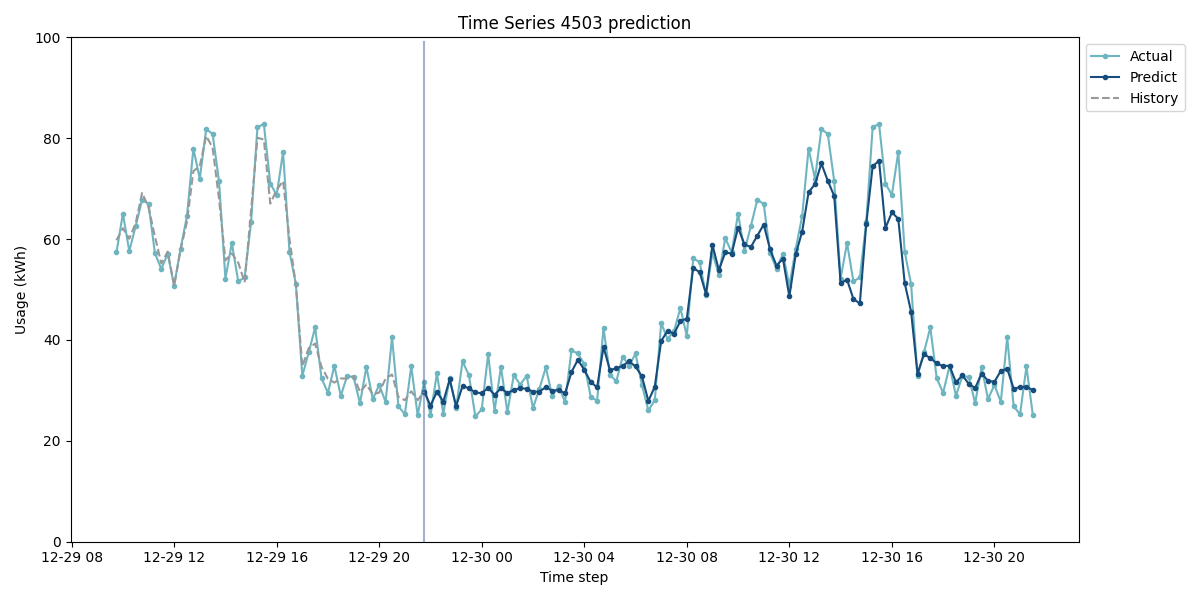 Time Series 4503 prediction
100
80
60
40
20
0
Usage (kWh)
12-29 08
12-29 12
12-29 16
12-29 20
12-30 00
12-30 04
12-30 08
12-30 12
12-30 16
12-30 20
Time step
Actual
Predict
History